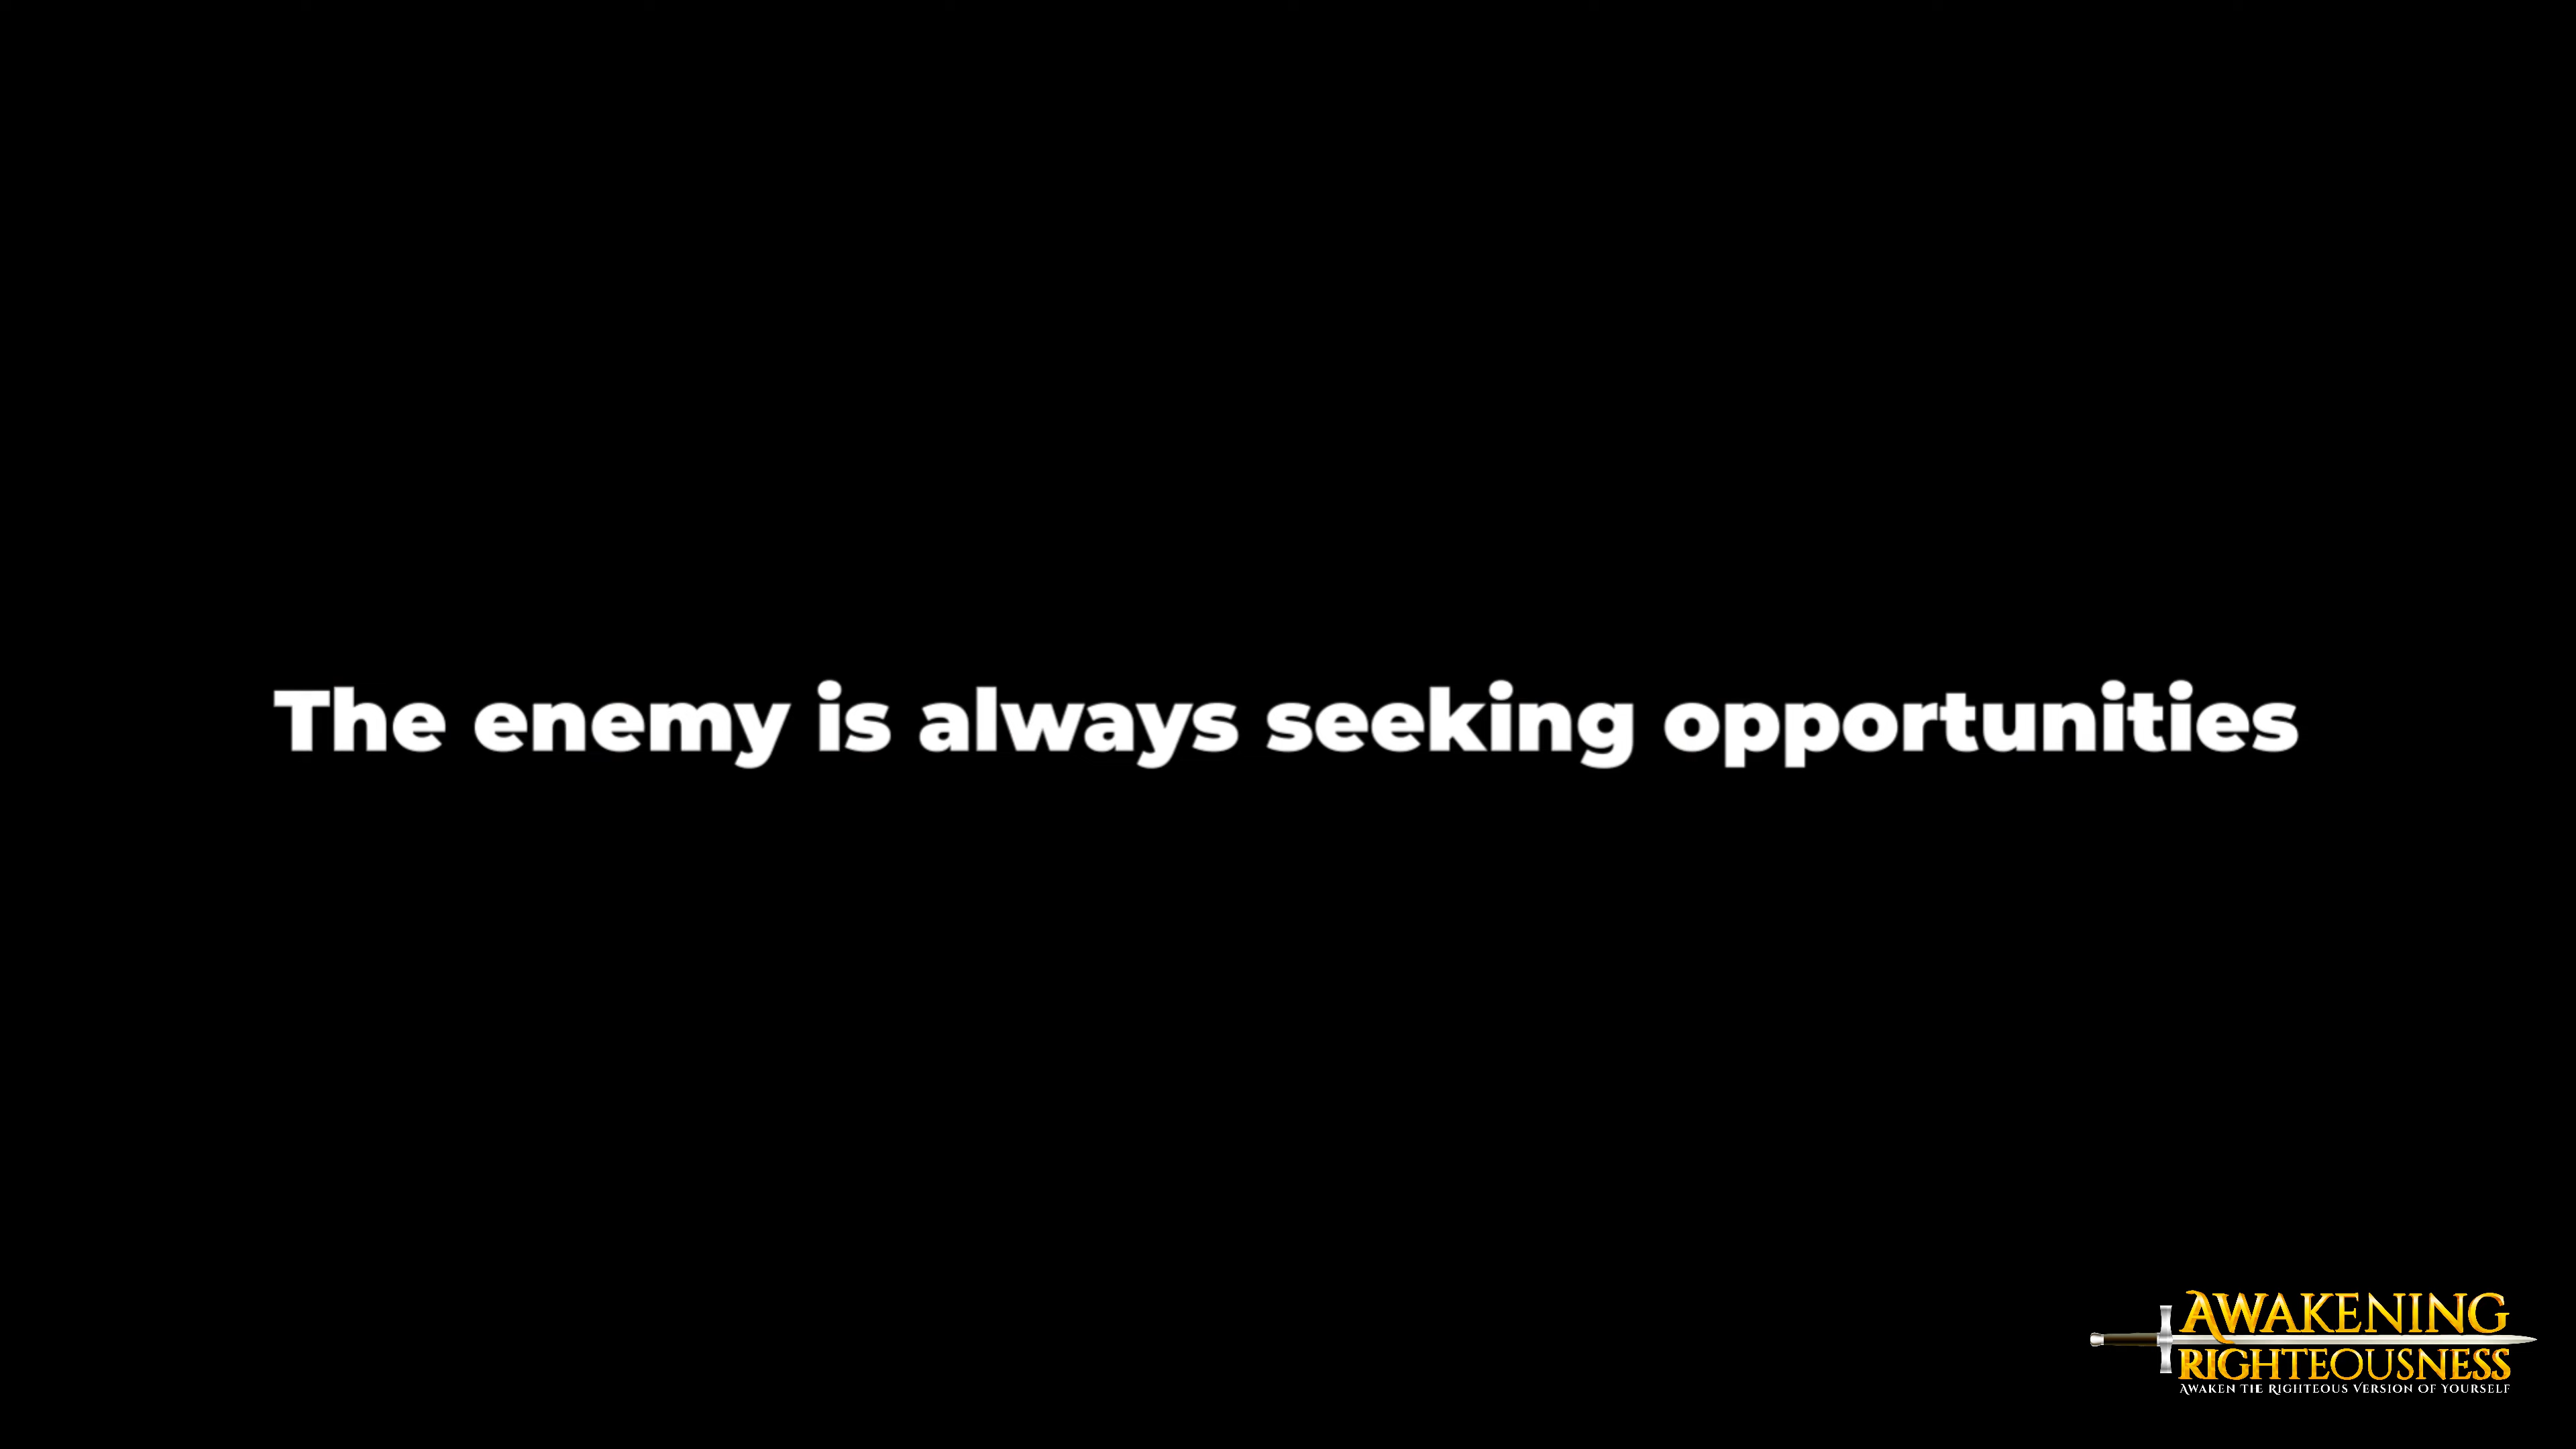 The enemy is always seeking opportunities
AWAKENING
RIGHTEOUSNESS
AWAKEN THE RIGHTEOUS VERSION OF YOURSELF